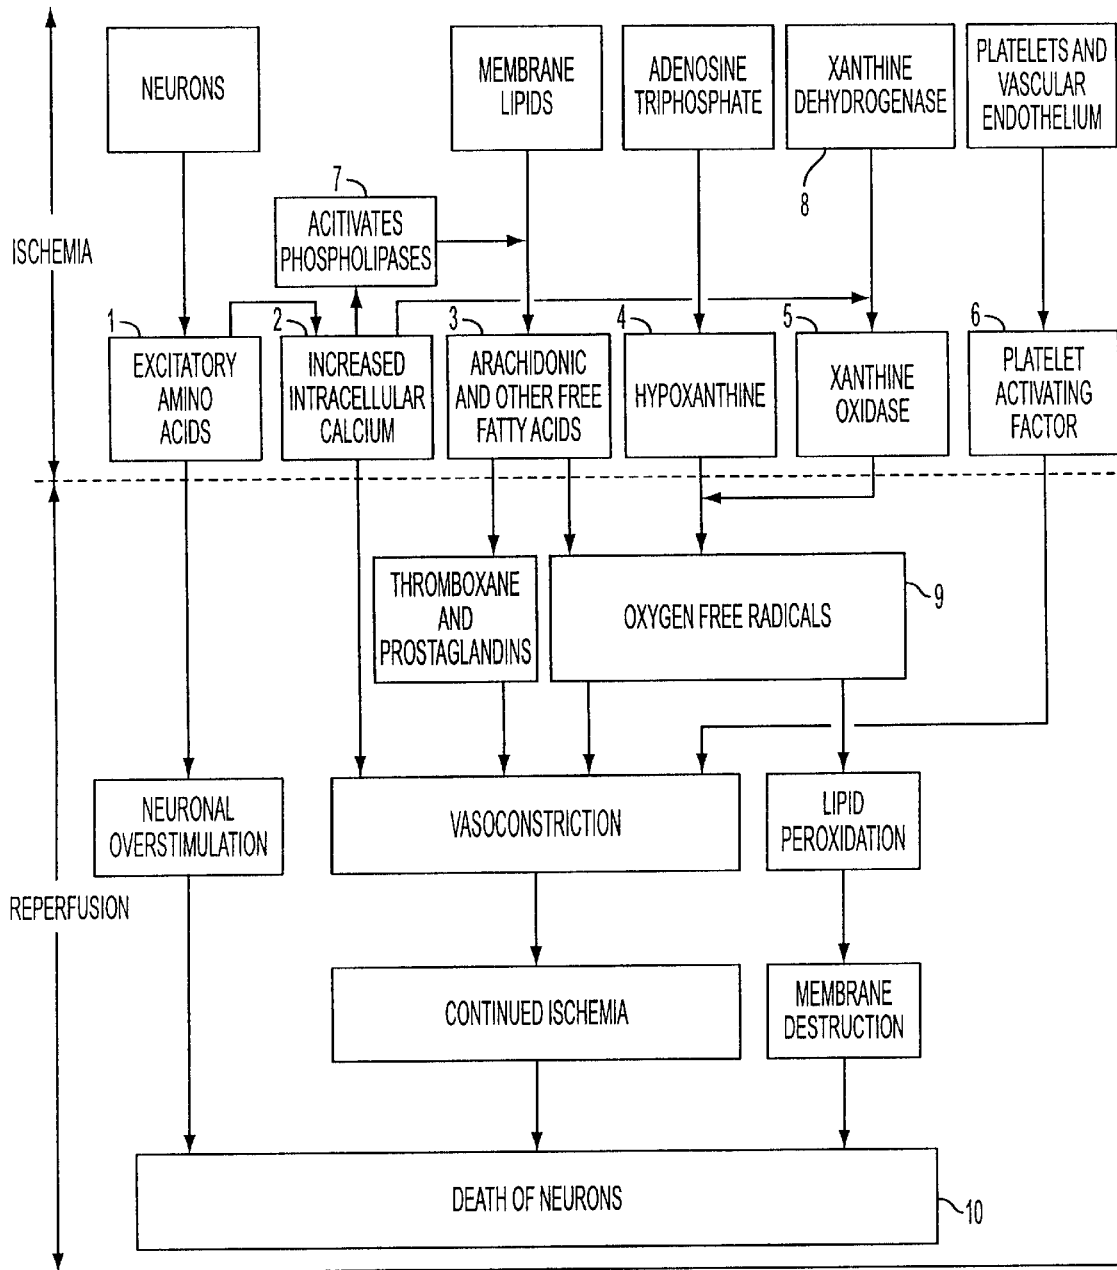 NEURONS
MEMBRANE
LIPIDS
ADENOSINE
TRIPHOSPHATE
XANTHINE
DEHYDROGENASE
PLATELETS AND
VASCULAR
ENDOTHELIUM
8
7
ACITIVATES
PHOSPHOLIPASES
ISCHEMIA
1
EXCITATORY
AMINO
ACIDS
2
INCREASED
INTRACELLULAR
CALCIUM
3
ARACHIDONIC
AND OTHER FREE
FATTY ACIDS
4
HYPOXANTHINE
5
XANTHINE
OXIDASE
6
PLATELET
ACTIVATING
FACTOR
THROMBOXANE
AND
PROSTAGLANDINS
OXYGEN FREE RADICALS
9
NEURONAL
OVERSTIMULATION
VASOCONSTRICTION
LIPID
PEROXIDATION
REPERFUSION
CONTINUED ISCHEMIA
MEMBRANE
DESTRUCTION
DEATH OF NEURONS
10